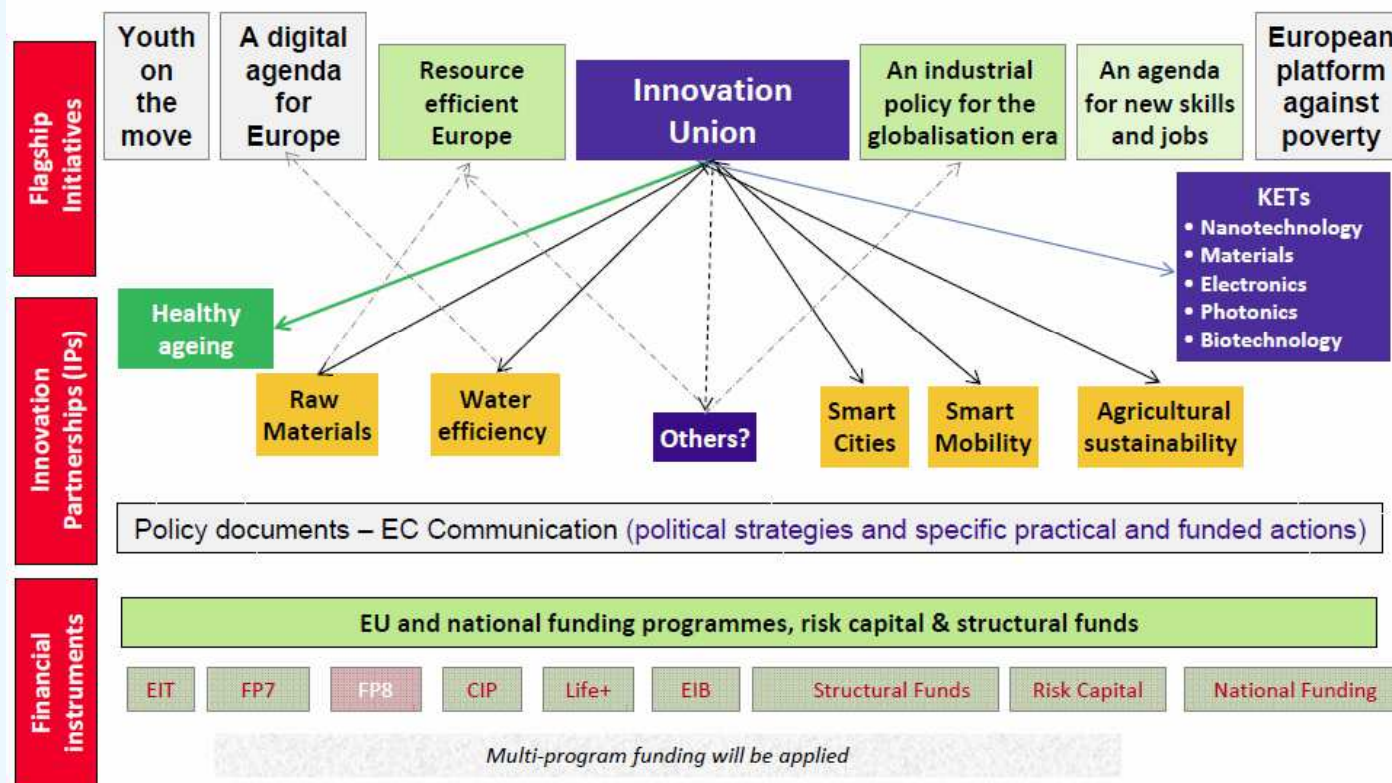 Flagship
Initiatives
Youth
on
the
move
A digital
agenda
for
Europe
Resource
efficient
Europe
Innovation
Union
An industrial
policy for the
globalisation era
An agenda
for new skills
and jobs
European
platform
against
poverty
KETs
• Nanotechnology
• Materials
• Electronics
• Photonics
• Biotechnology
Innovation
Partnerships (IPs)
Healthy
ageing
Raw
Materials
Water
efficiency
Others?
Smart
Cities
Smart
Mobility
Agricultural
sustainability
Policy documents – EC Communication (political strategies and specific practical and funded actions)
Financial
instruments
EU and national funding programmes, risk capital & structural funds
EIT
FP7
FP8
CIP
Life+
EIB
Structural Funds
Risk Capital
National Funding
Multi-program funding will be applied